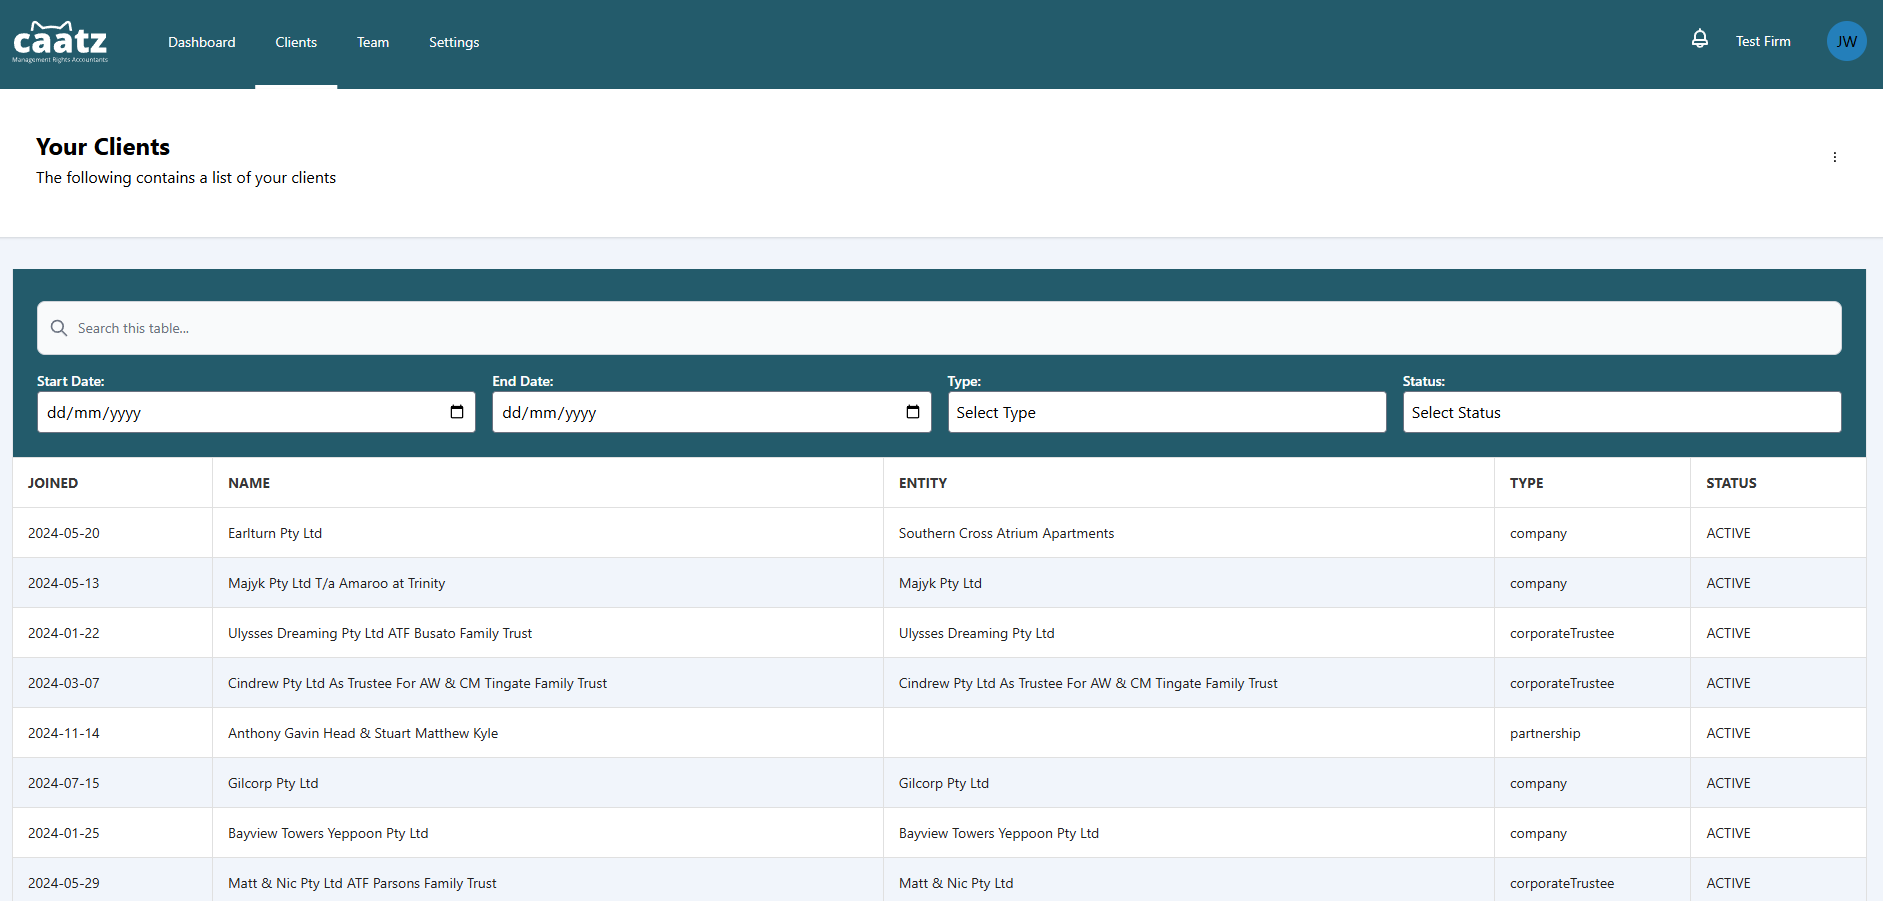 caatz
Management Rights Accountants
Dashboard Clients Team Settings
Test Firm JW
Your Clients
The following contains a list of your clients
Search this table...
Start Date: End Date: Type: Status:
dd/mm/yyyy dd/mm/yyyy Select Type Select Status
JOINED NAME ENTITY TYPE STATUS
2024-05-20 Earlturn Pty Ltd Southern Cross Atrium Apartments company ACTIVE
2024-05-13 Majyk Pty Ltd T/a Amaroo at Trinity Majyk Pty Ltd company ACTIVE
2024-01-22 Ulysses Dreaming Pty Ltd ATF Busato Family Trust Ulysses Dreaming Pty Ltd corporateTrustee ACTIVE
2024-03-07 Cindrew Pty Ltd As Trustee For AW & CM Tingate Family Trust Cindrew Pty Ltd As Trustee For AW & CM Tingate Family Trust corporateTrustee ACTIVE
2024-11-14 Anthony Gavin Head & Stuart Matthew Kyle partnership ACTIVE
2024-07-15 Gilcorp Pty Ltd Gilcorp Pty Ltd company ACTIVE
2024-01-25 Bayview Towers Yeppoon Pty Ltd Bayview Towers Yeppoon Pty Ltd company ACTIVE
2024-05-29 Matt & Nic Pty Ltd ATF Parsons Family Trust Matt & Nic Pty Ltd corporateTrustee ACTIVE